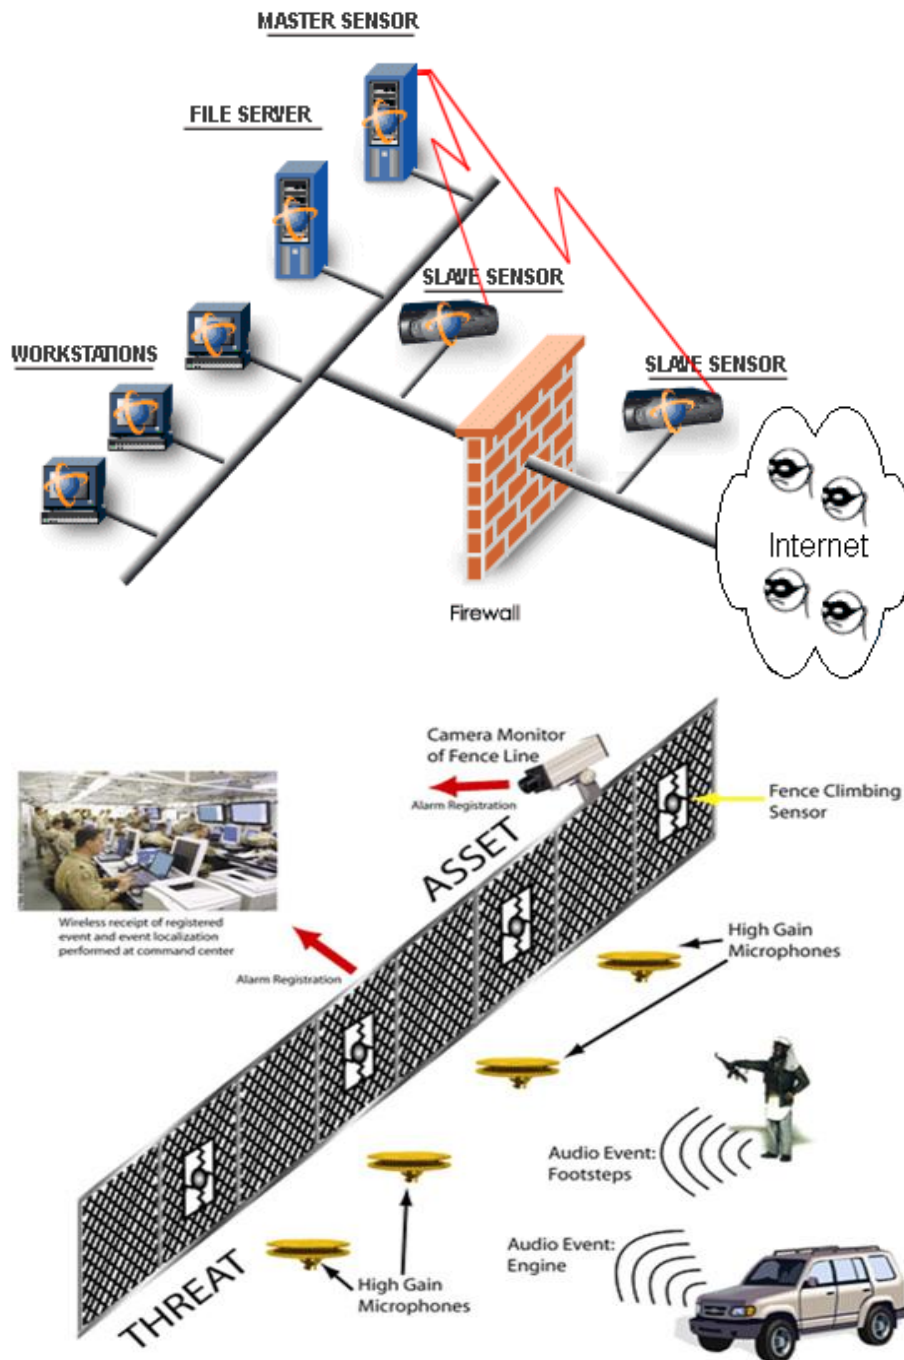 MASTER SENSOR
FILE SERVER
SLAVE SENSOR
WORKSTATIONS
SLAVE SENSOR
Internet
Firewall
Camera Monitor
of Fence Line
Alarm Registration
Fence Climbing
Sensor
ASSET
Wireless receipt of registered
event and event localization
performed at command center
High Gain
Microphones
Alarm Registration
Audio Event:
Footsteps
Audio Event:
Engine
THREAT
High Gain
Microphones